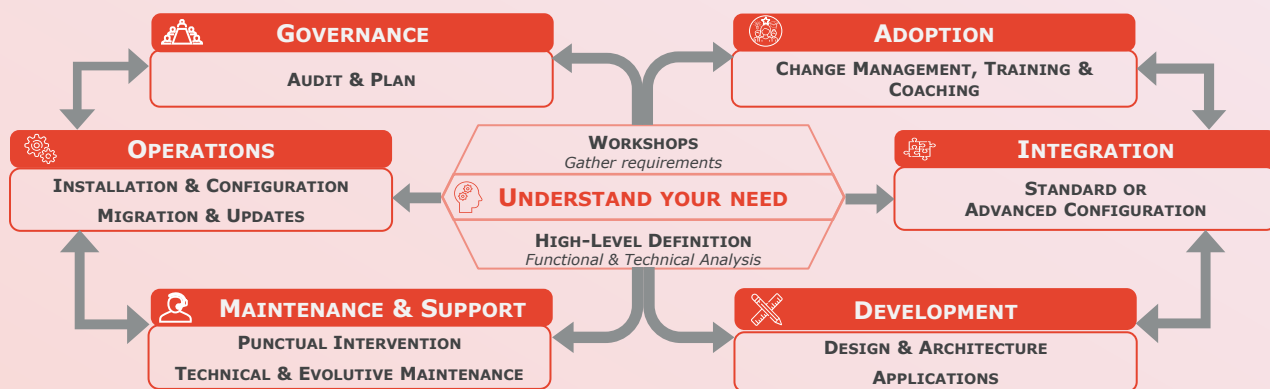 GOVERNANCE
AUDIT & PLAN
ADOPTION
CHANGE MANAGEMENT, TRAINING &
COACHING
OPERATIONS
INSTALLATION & CONFIGURATION
MIGRATION & UPDATES
WORKSHOPS
Gather requirements
UNDERSTAND YOUR NEED
HIGH-LEVEL DEFINITION
Functional & Technical Analysis
INTEGRATION
STANDARD OR
ADVANCED CONFIGURATION
MAINTENANCE & SUPPORT
PUNCTUAL INTERVENTION
TECHNICAL & EVOLUTIVE MAINTENANCE
DEVELOPMENT
DESIGN & ARCHITECTURE
APPLICATIONS